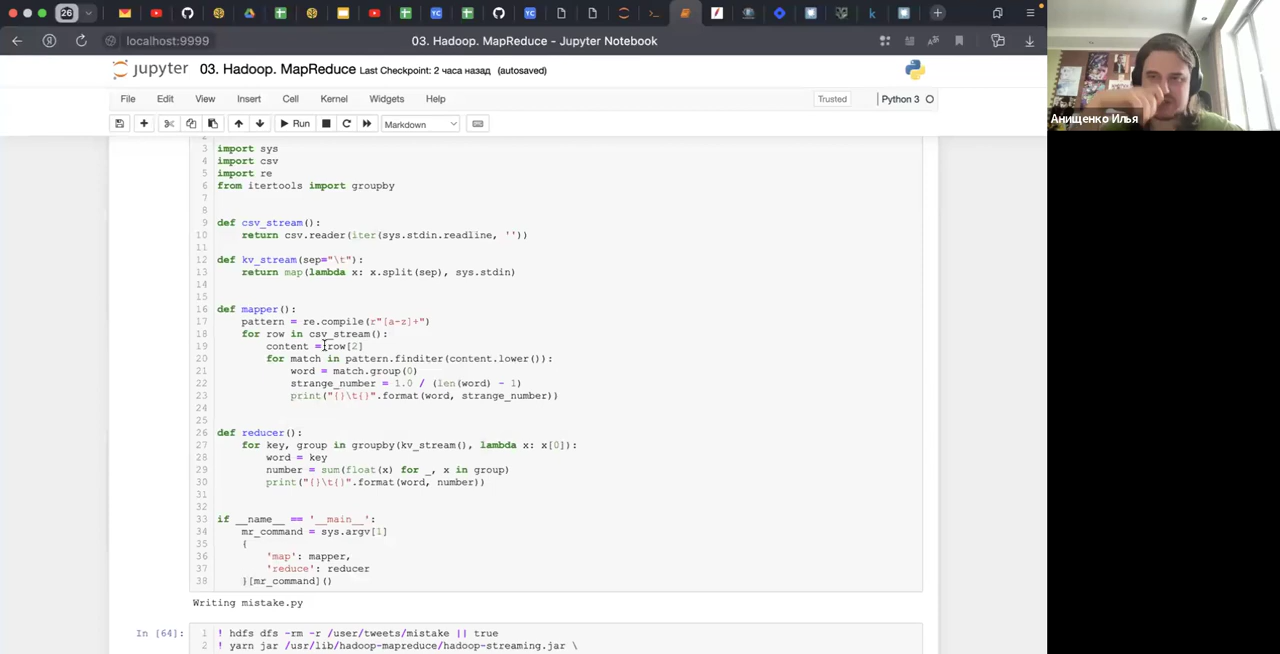 26
localhost:9999
03. Hadoop. MapReduce - Jupyter Notebook
jupyter 03. Hadoop. MapReduce Last Checkpoint: 2 часа назад (autosaved)
File Edit View Insert Cell Kernel Widgets Help
Trusted
Python 3
Run
Markdown
2
3 import sys
4 import csv
5 import re
6 from itertools import groupby
7
8
9 def csv_stream():
10 return csv.reader(iter(sys.stdin.readline, ''))
11
12 def kv_stream(sep="\t"):
13 return map(lambda x: x.split(sep), sys.stdin)
14
15
16 def mapper():
17 pattern = re.compile(r"[a-z]+")
18 for row in csv_stream():
19 content = row[2]
20 for match in pattern.finditer(content.lower()):
21 word = match.group(0)
22 strange_number = 1.0 / (len(word) - 1)
23 print("{}\t{}".format(word, strange_number))
24
25
26 def reducer():
27 for key, group in groupby(kv_stream(), lambda x: x[0]):
28 word = key
29 number = sum(float(x) for _, x in group)
30 print("{}\t{}".format(word, number))
31
32
33 if __name__ == '__main__':
34 mr_command = sys.argv[1]
35 {
36 'map': mapper,
37 'reduce': reducer
38 }[mr_command]()
Writing mistake.py
In [64]:
1 ! hdfs dfs -rm -r /user/tweets/mistake || true
2 ! yarn jar /usr/lib/hadoop-mapreduce/hadoop-streaming.jar \
Анищенко Илья